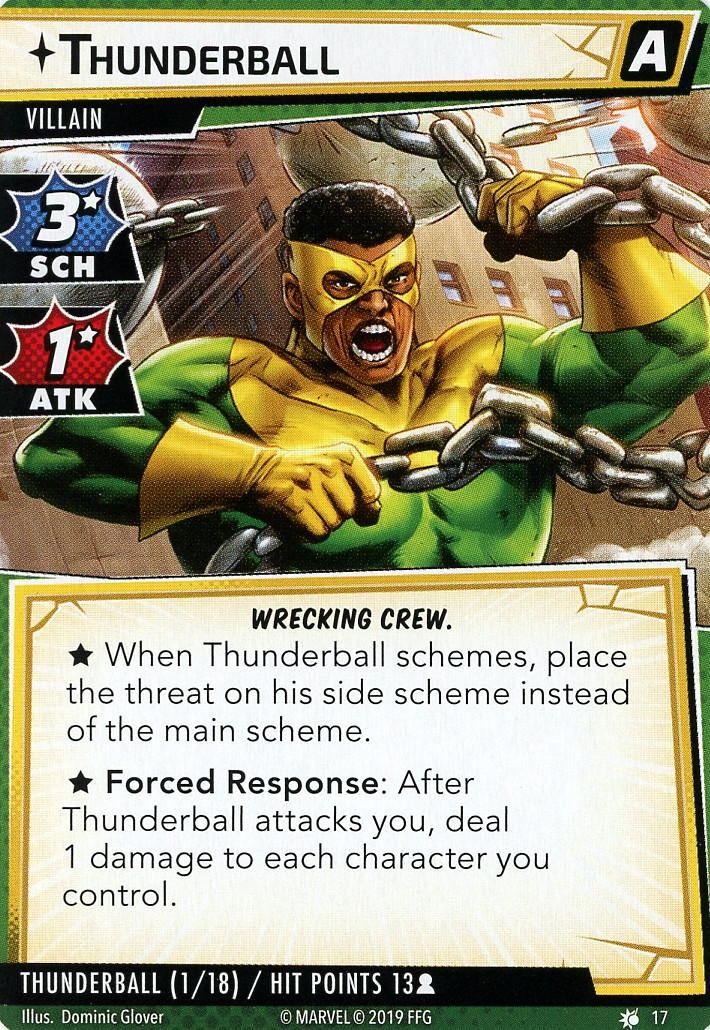 THUNDERBALL
A
VILLAIN
3
SCH
1
ATK
WRECKING CREW.
★ When Thunderball schemes, place
the threat on his side scheme instead
of the main scheme.
★ Forced Response: After
Thunderball attacks you, deal
1 damage to each character you
control.
THUNDERBALL (1/18) / HIT POINTS 13
Illus. Dominic Glover © MARVEL © 2019 FFG 17